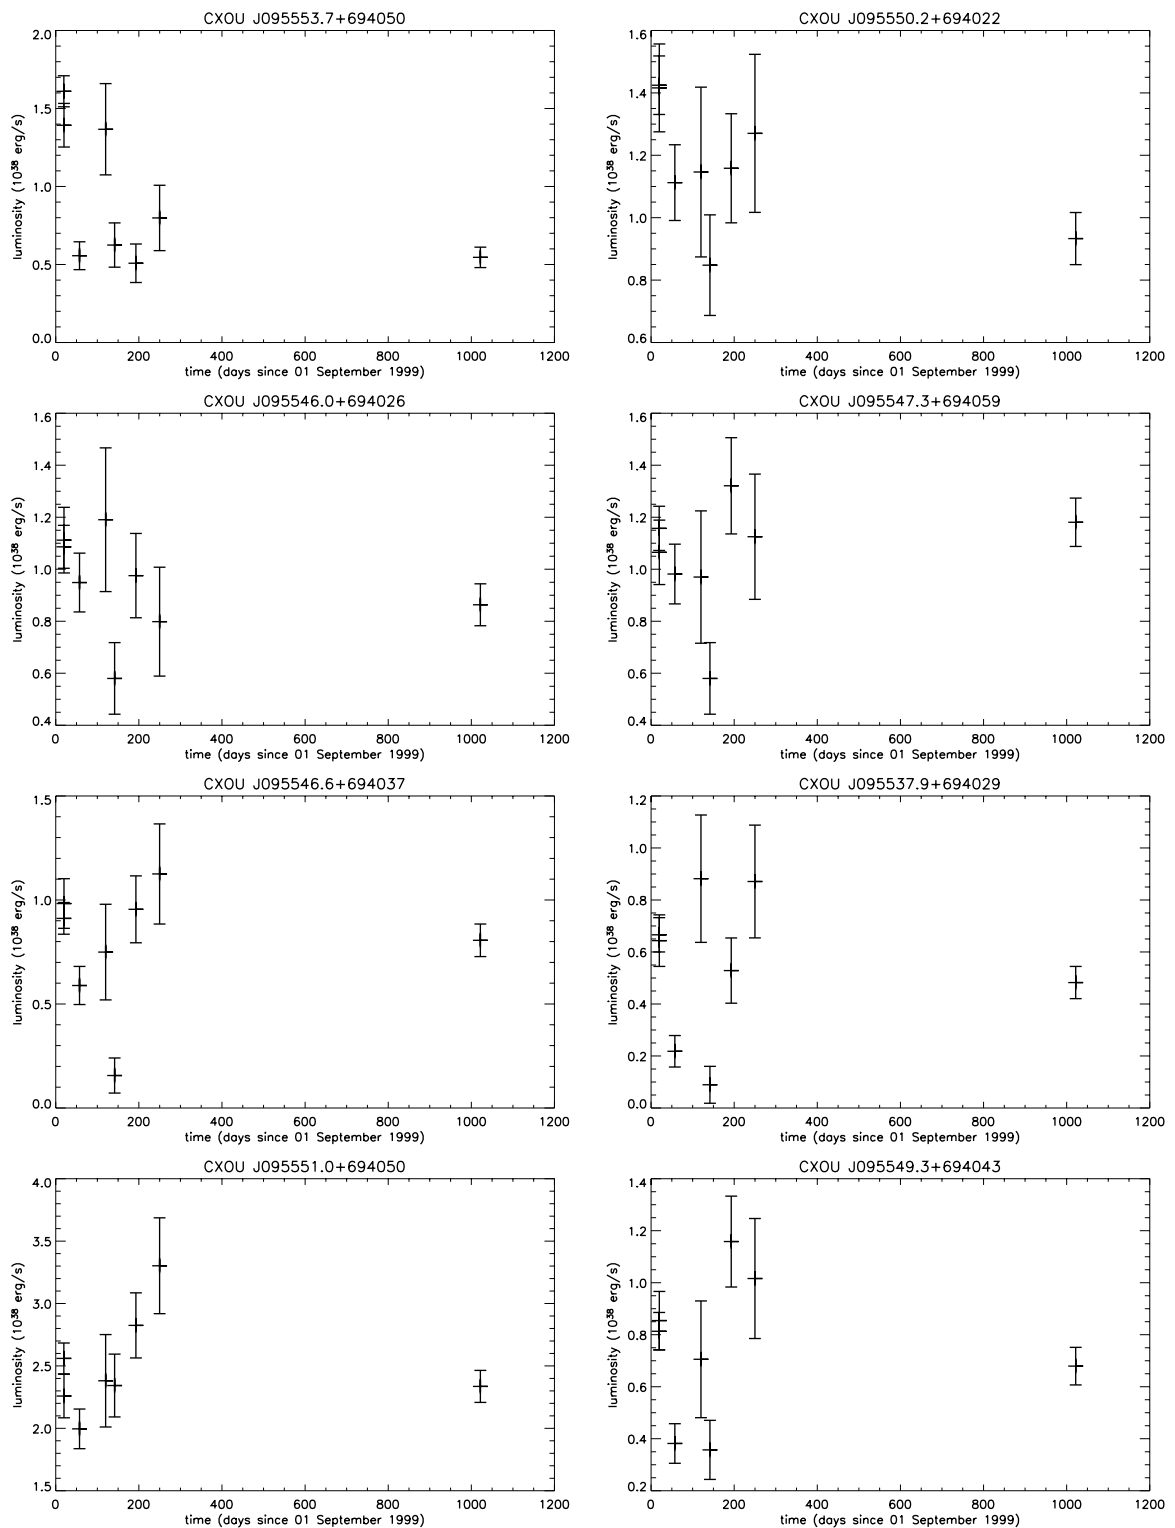 CXOU J095553.7+694050
2.0
1.5
1.0
0.5
0.0
luminosity (10³⁸ erg/s)
0 200 400 600 800 1000 1200
time (days since 01 September 1999)
CXOU J095550.2+694022
1.6
1.4
1.2
1.0
0.8
0.6
luminosity (10³⁸ erg/s)
0 200 400 600 800 1000 1200
time (days since 01 September 1999)
CXOU J095546.0+694026
1.6
1.4
1.2
1.0
0.8
0.6
0.4
luminosity (10³⁸ erg/s)
0 200 400 600 800 1000 1200
time (days since 01 September 1999)
CXOU J095547.3+694059
1.6
1.4
1.2
1.0
0.8
0.6
0.4
luminosity (10³⁸ erg/s)
0 200 400 600 800 1000 1200
time (days since 01 September 1999)
CXOU J095546.6+694037
1.5
1.0
0.5
0.0
luminosity (10³⁸ erg/s)
0 200 400 600 800 1000 1200
time (days since 01 September 1999)
CXOU J095537.9+694029
1.2
1.0
0.8
0.6
0.4
0.2
0.0
luminosity (10³⁸ erg/s)
0 200 400 600 800 1000 1200
time (days since 01 September 1999)
CXOU J095551.0+694050
4.0
3.5
3.0
2.5
2.0
1.5
luminosity (10³⁸ erg/s)
0 200 400 600 800 1000 1200
time (days since 01 September 1999)
CXOU J095549.3+694043
1.4
1.2
1.0
0.8
0.6
0.4
0.2
luminosity (10³⁸ erg/s)
0 200 400 600 800 1000 1200
time (days since 01 September 1999)